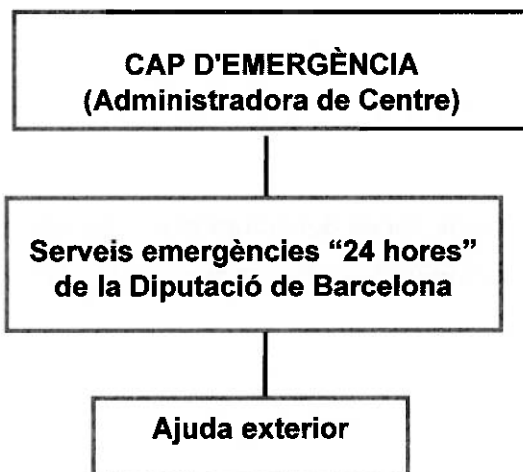 CAP D'EMERGÈNCIA
(Administradora de Centre)
Serveis emergències “24 hores”
de la Diputació de Barcelona
Ajuda exterior